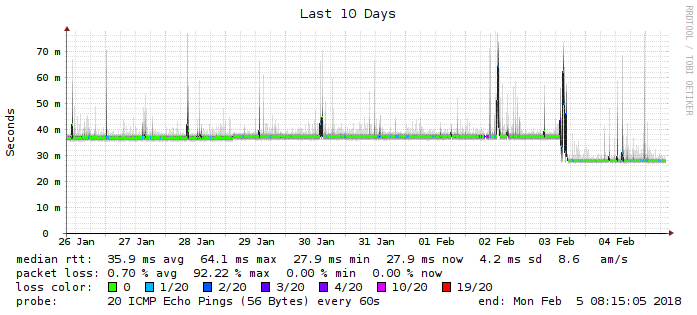 Last 10 Days
RRDTOOL / TOBI OETIKER
Seconds
70 m
60 m
50 m
40 m
30 m
20 m
10 m
0
26 Jan 27 Jan 28 Jan 29 Jan 30 Jan 31 Jan 01 Feb 02 Feb 03 Feb 04 Feb
median rtt: 35.9 ms avg 64.1 ms max 27.9 ms min 27.9 ms now 4.2 ms sd 8.6 am/s
packet loss: 0.70 % avg 92.22 % max 0.00 % min 0.00 % now
loss color: 0 1/20 2/20 3/20 4/20 10/20 19/20
probe: 20 ICMP Echo Pings (56 Bytes) every 60s end: Mon Feb 5 08:15:05 2018